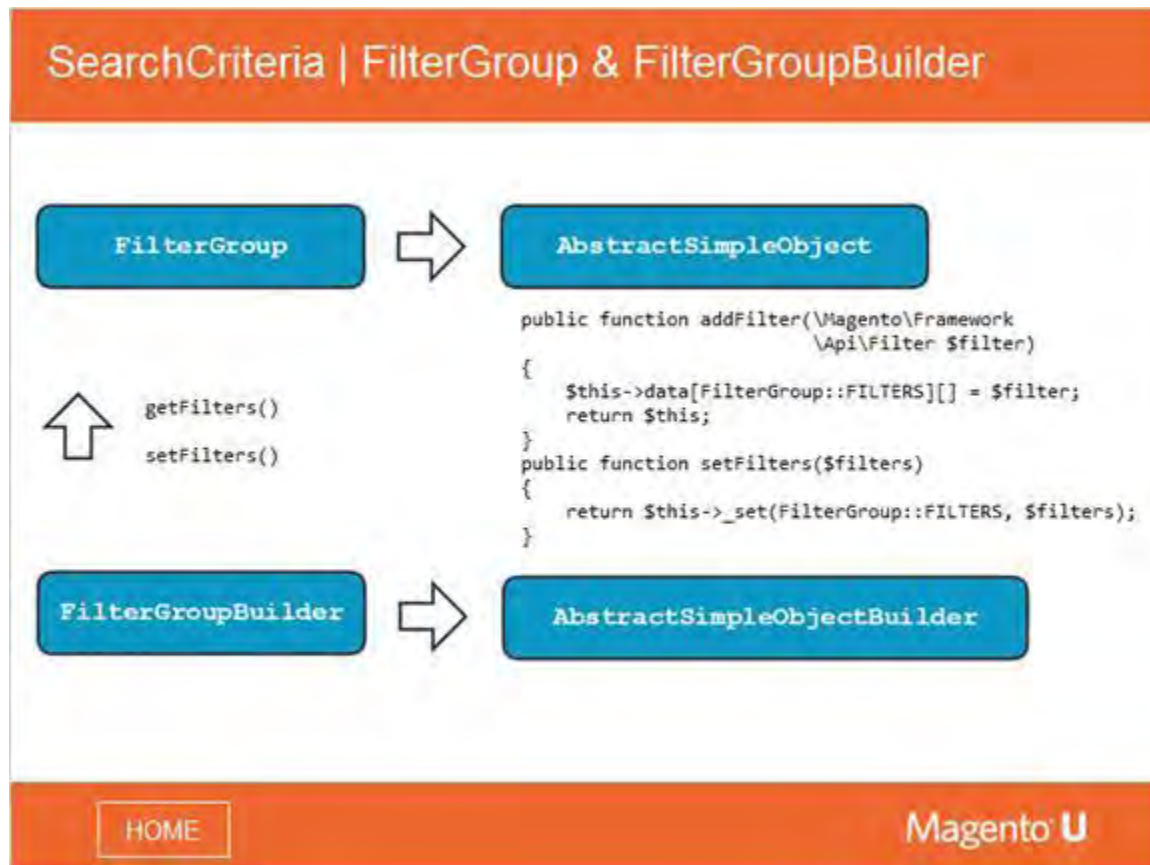 SearchCriteria | FilterGroup & FilterGroupBuilder
FilterGroup
AbstractSimpleObject
public function addFilter(\Magento\Framework
\Api\Filter $filter)
{
$this->data[FilterGroup::FILTERS][] = $filter;
return $this;
}
public function setFilters($filters)
{
return $this->_set(FilterGroup::FILTERS, $filters);
}
getFilters()
setFilters()
FilterGroupBuilder
AbstractSimpleObjectBuilder
HOME
Magento U